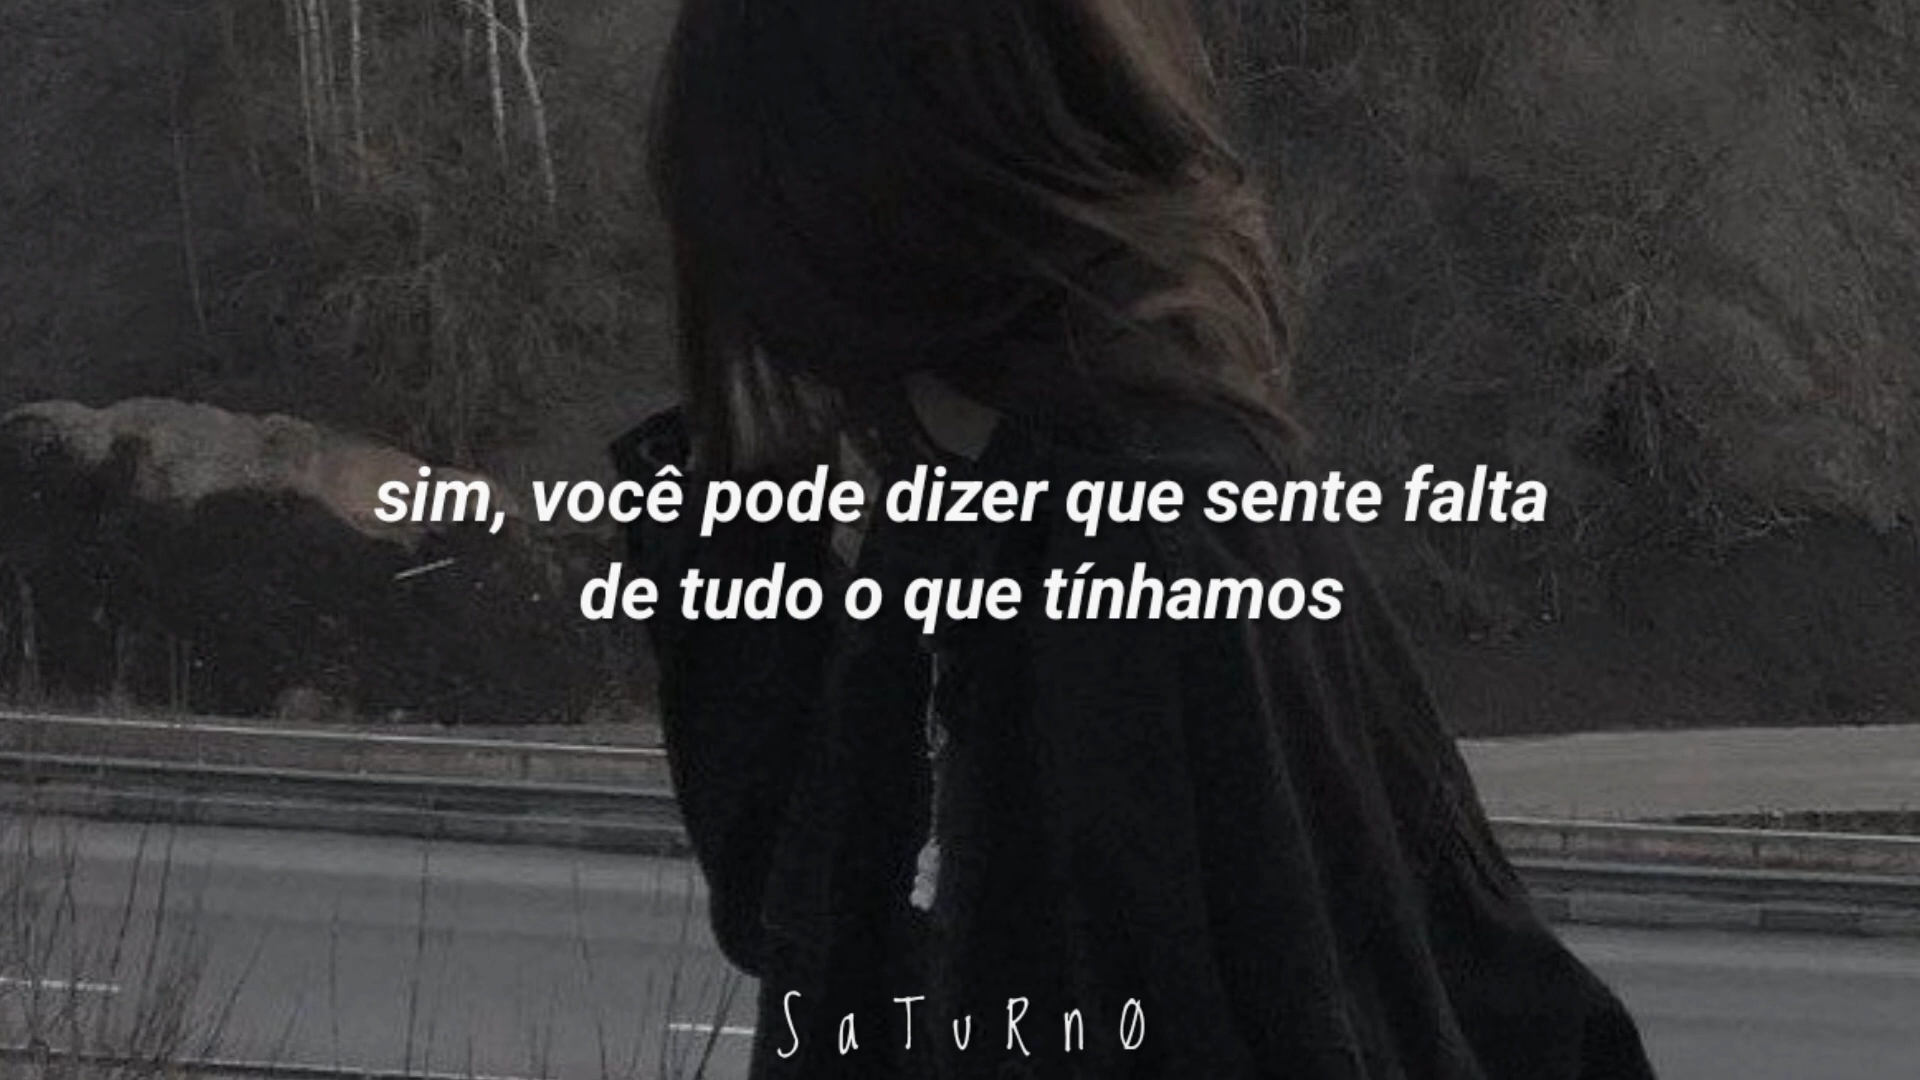 sim, você pode dizer que sente falta
de tudo o que tínhamos
SaTuRnØ